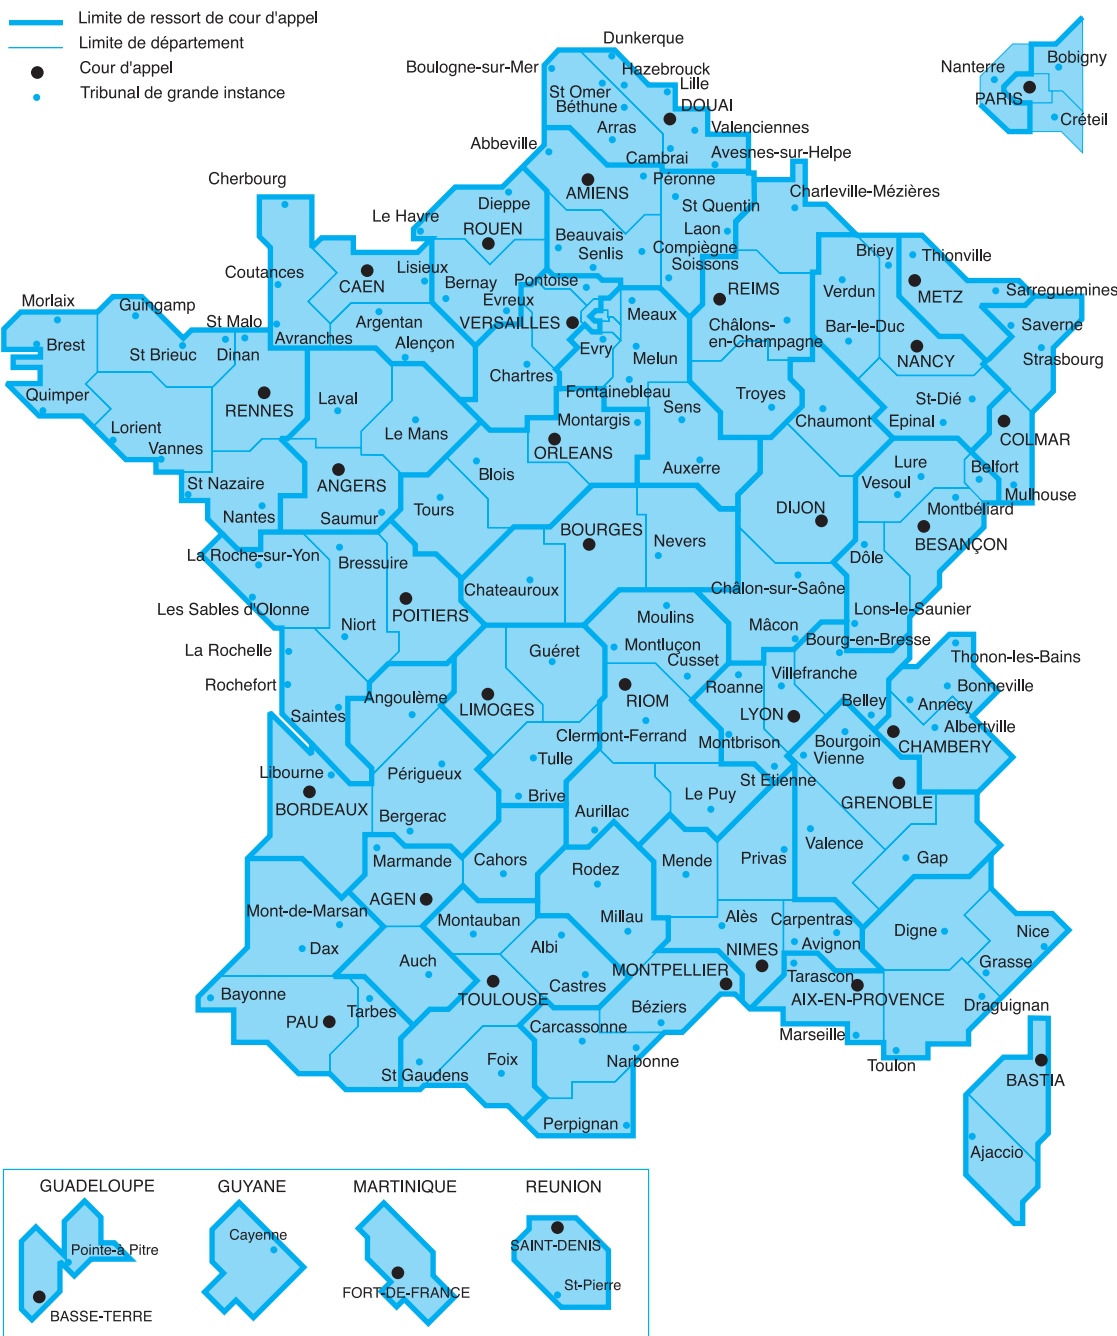 Limite de ressort de cour d'appel
Limite de département
Cour d'appel
Tribunal de grande instance
Dunkerque
Boulogne-sur-Mer
Hazebrouck
St Omer
Lille
Béthune
DOUAI
Arras
Valenciennes
Abbeville
Cambrai
Avesnes-sur-Helpe
Nanterre
Bobigny
PARIS
Créteil
Cherbourg
AMIENS
Péronne
Charleville-Mézières
Dieppe
St Quentin
Le Havre
Laon
ROUEN
Beauvais
Compiègne
Senlis
Soissons
Briey
Thionville
Coutances
CAEN
Lisieux
Bernay
Pontoise
REIMS
Verdun
METZ
Sarreguemines
Morlaix
Guingamp
Evreux
Meaux
St Malo
Argentan
VERSAILLES
Châlons-
en-Champagne
Bar-le-Duc
Saverne
Brest
St Brieuc
Dinan
Avranches
Alençon
Evry
Melun
NANCY
Strasbourg
Quimper
RENNES
Laval
Chartres
Fontainebleau
Troyes
St-Dié
Lorient
Le Mans
Montargis
Sens
Chaumont
Epinal
COLMAR
Vannes
ORLEANS
Blois
Auxerre
Lure
Belfort
St Nazaire
ANGERS
Vesoul
Mulhouse
Nantes
Saumur
Tours
DIJON
Montbéliard
BOURGES
BESANÇON
La Roche-sur-Yon
Bressuire
Nevers
Dôle
Chateauroux
Châlon-sur-Saône
Les Sables d'Olonne
POITIERS
Moulins
Lons-le-Saunier
Niort
Mâcon
La Rochelle
Guéret
Montluçon
Bourg-en-Bresse
Cusset
Thonon-les-Bains
Rochefort
Angoulème
Roanne
Villefranche
Bonneville
Saintes
LIMOGES
RIOM
LYON
Belley
Annecy
Clermont-Ferrand
Montbrison
Bourgoin
Albertville
CHAMBERY
Libourne
Périgueux
Tulle
Vienne
St Etienne
BORDEAUX
Brive
Le Puy
GRENOBLE
Bergerac
Aurillac
Marmande
Cahors
Rodez
Mende
Privas
Valence
Gap
AGEN
Mont-de-Marsan
Montauban
Millau
Alès
Carpentras
Digne
Nice
Dax
Albi
Avignon
Auch
MONTPELLIER
NIMES
Grasse
Castres
Tarascon
Bayonne
TOULOUSE
AIX-EN-PROVENCE
Tarbes
Béziers
Draguignan
PAU
Carcassonne
Marseille
Foix
Narbonne
Toulon
St Gaudens
BASTIA
Perpignan
Ajaccio
GUADELOUPE
GUYANE
MARTINIQUE
REUNION
Cayenne
SAINT-DENIS
Pointe-à Pitre
St-Pierre
FORT-DE-FRANCE
BASSE-TERRE